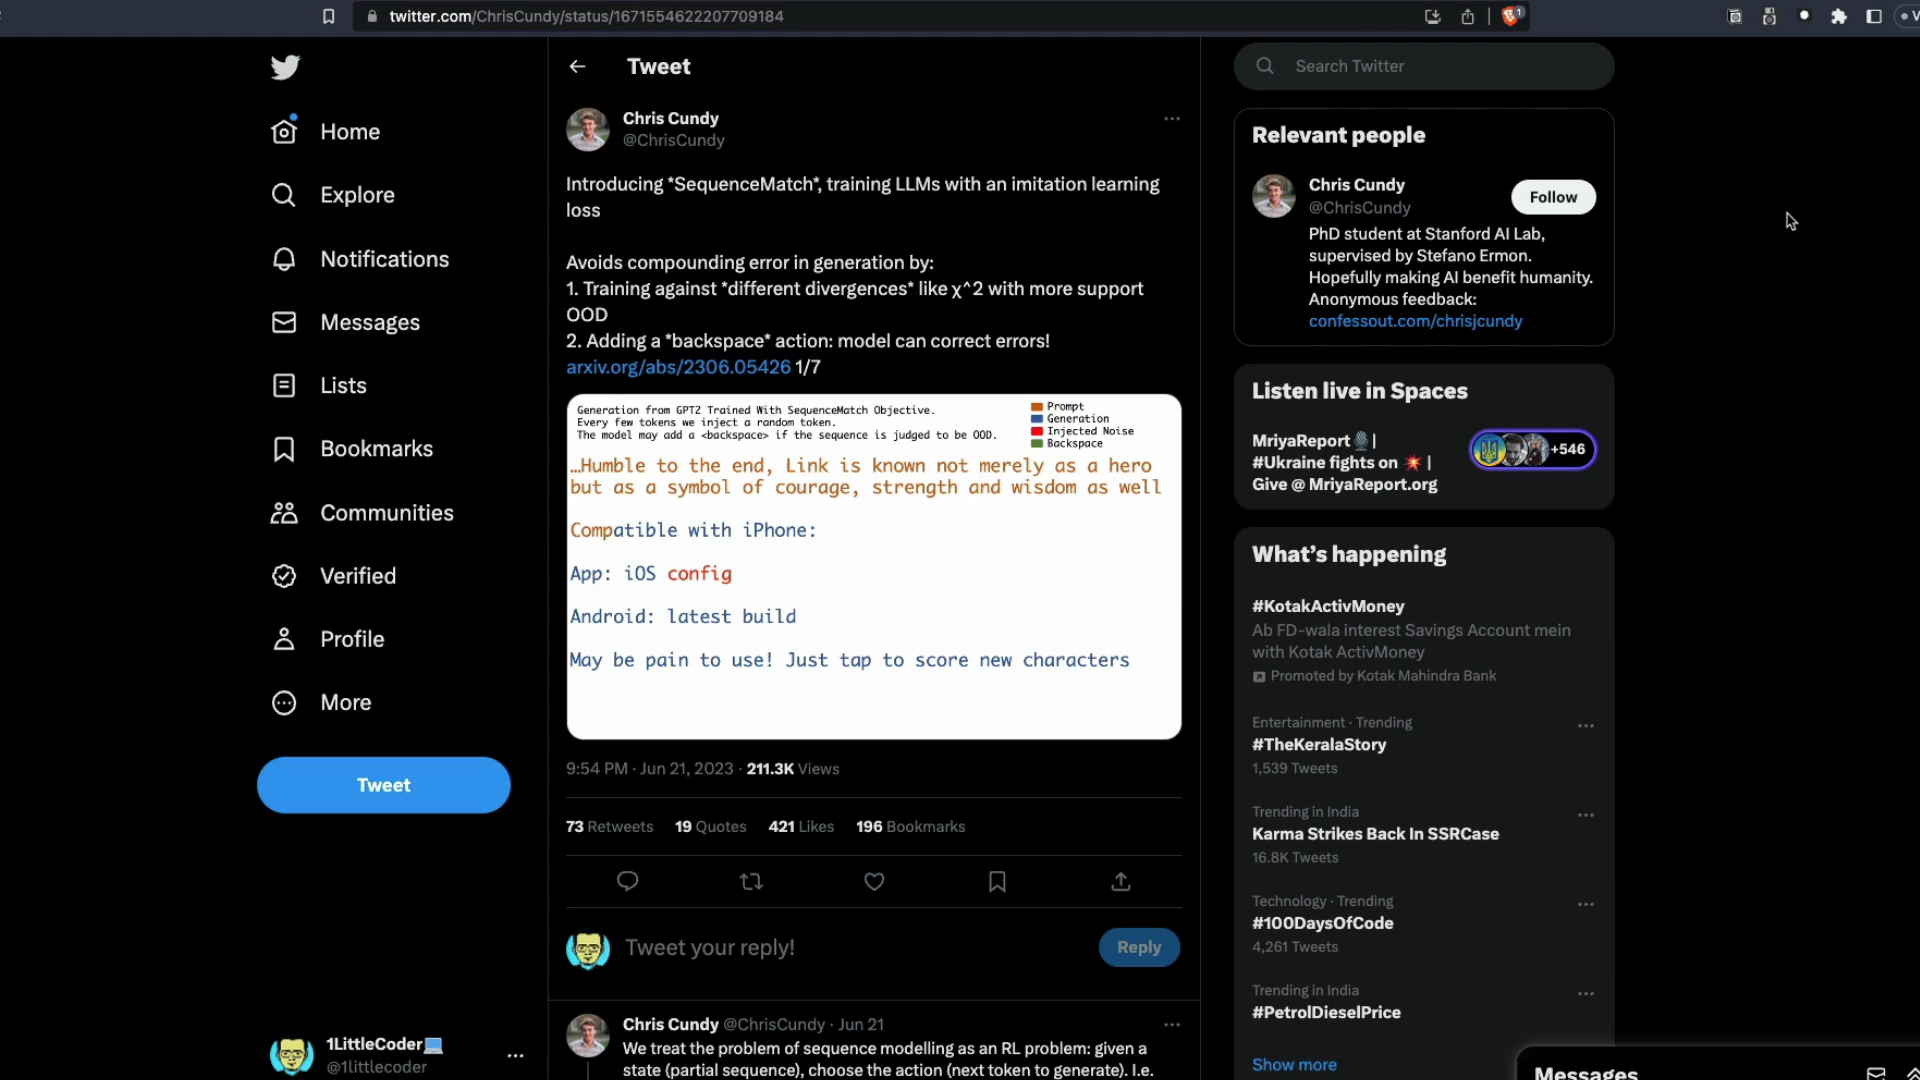 twitter.com/ChrisCundy/status/1671554622207709184
1
Home
Explore
Notifications
Messages
Lists
Bookmarks
Communities
Verified
Profile
More
Tweet
1LittleCoder
@1littlecoder
Tweet
Chris Cundy
@ChrisCundy
Introducing *SequenceMatch*, training LLMs with an imitation learning
loss
Avoids compounding error in generation by:
1. Training against *different divergences* like χ^2 with more support
OOD
2. Adding a *backspace* action: model can correct errors!
arxiv.org/abs/2306.05426 1/7
Generation from GPT2 Trained With SequenceMatch Objective.
Every few tokens we inject a random token.
The model may add a <backspace> if the sequence is judged to be OOD.
Prompt
Generation
Injected Noise
Backspace
…Humble to the end, Link is known not merely as a hero
but as a symbol of courage, strength and wisdom as well
Compatible with iPhone:
App: iOS config
Android: latest build
May be pain to use! Just tap to score new characters
9:54 PM · Jun 21, 2023 · 211.3K Views
73 Retweets 19 Quotes 421 Likes 196 Bookmarks
Tweet your reply!
Reply
Chris Cundy @ChrisCundy · Jun 21
We treat the problem of sequence modelling as an RL problem: given a
state (partial sequence), choose the action (next token to generate). I.e.
Search Twitter
Relevant people
Chris Cundy
@ChrisCundy
Follow
PhD student at Stanford AI Lab,
supervised by Stefano Ermon.
Hopefully making AI benefit humanity.
Anonymous feedback:
confessout.com/chrisjcundy
Listen live in Spaces
MriyaReport🎙️|
#Ukraine fights on 💥 |
Give @ MriyaReport.org
+546
What's happening
#KotakActivMoney
Ab FD-wala interest Savings Account mein
with Kotak ActivMoney
Promoted by Kotak Mahindra Bank
Entertainment · Trending
#TheKeralaStory
1,539 Tweets
Trending in India
Karma Strikes Back In SSRCase
16.8K Tweets
Technology · Trending
#100DaysOfCode
4,261 Tweets
Trending in India
#PetrolDieselPrice
Show more
Messages